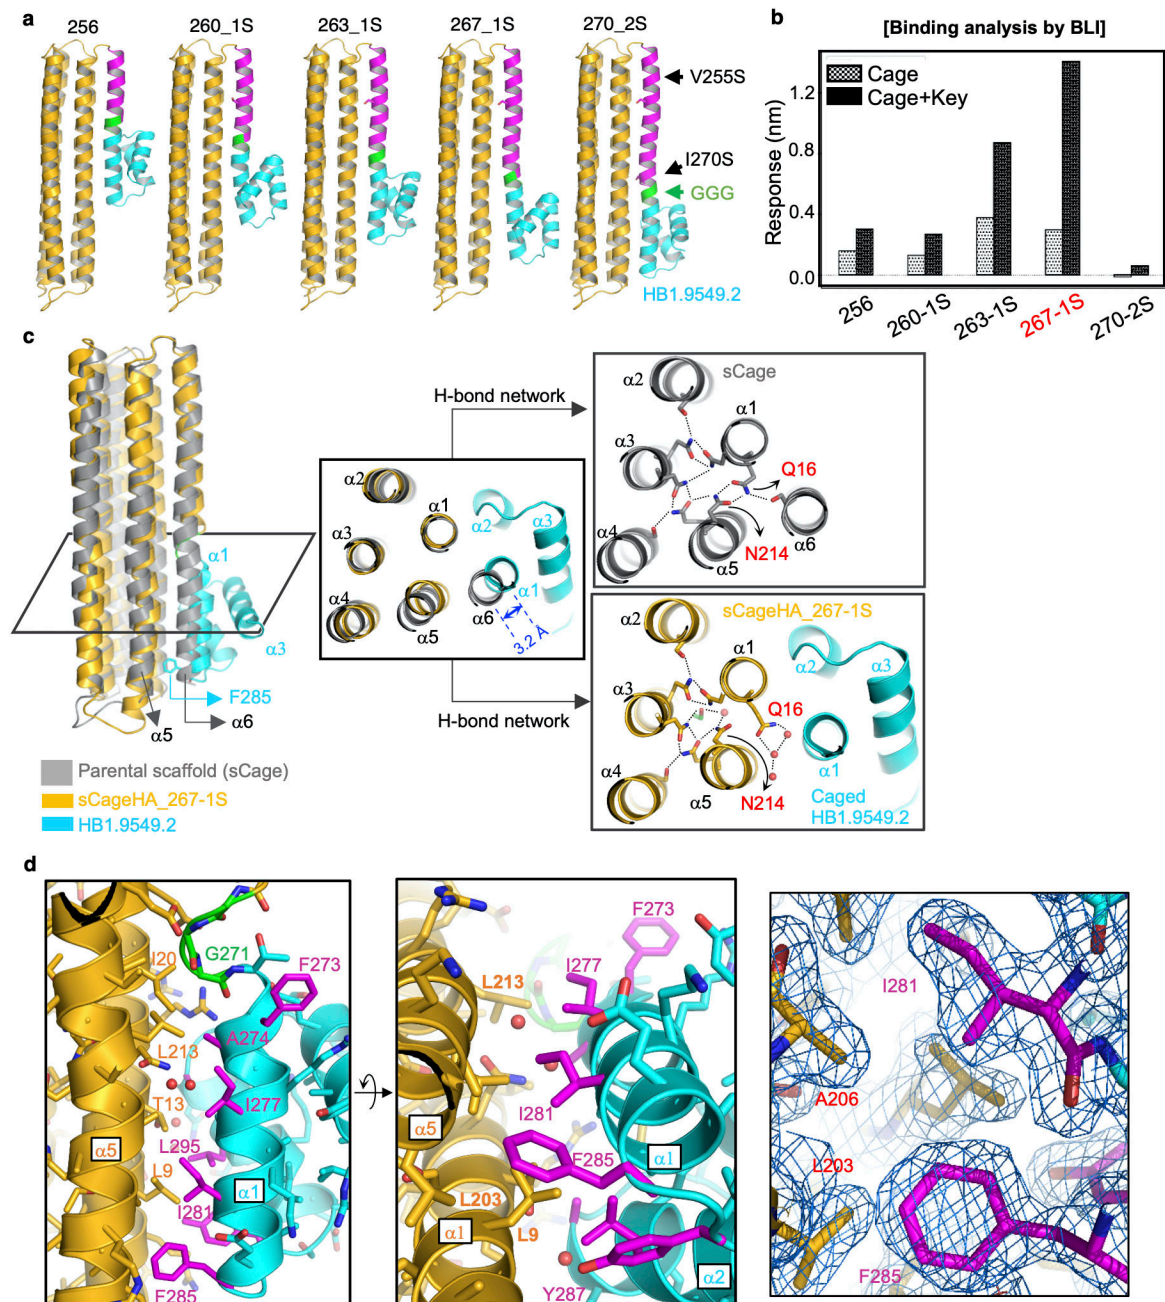 a
256
260_1S
263_1S
267_1S
270_2S
V255S
I270S
GGG
HB1.9549.2
b
[Binding analysis by BLI]
Cage
Cage+Key
Response (nm)
1.2
0.8
0.4
0.0
256
260-1S
263-1S
267-1S
270-2S
c
α1
α3
F285
α5
α6
Parental scaffold (sCage)
sCageHA_267-1S
HB1.9549.2
H-bond network
α2
α1
α2
α3
α3
α4
α1
α6
α5
3.2 Å
H-bond network
sCage
α2
α1
α3
Q16
α4
N214
α6
α5
sCageHA_267-1S
α2
α1
α2
α3
α3
Q16
α4
α1
α5
N214
Caged
HB1.9549.2
d
G271
I20
F273
A274
L213
I277
T13
L295
α5
L9
α1
I281
F285
F273
I277
L213
I281
α5
F285
α1
L203
α1
L9
α2
Y287
I281
A206
L203
F285